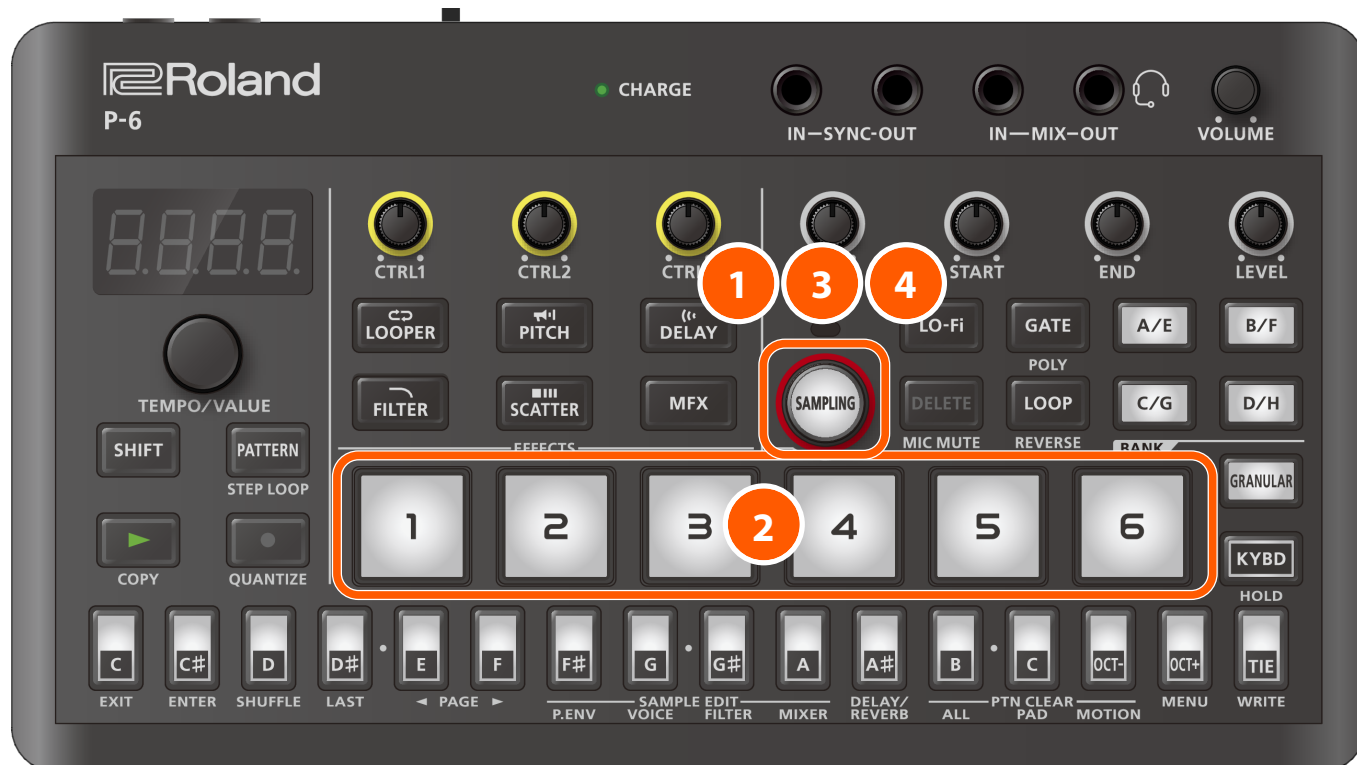 Roland
P-6
CHARGE
IN—SYNC-OUT
IN—MIX—OUT
VOLUME
8.8.8.8.
CTRL1
CTRL2
START
END
LEVEL
1
3
4
LOOPER
PITCH
DELAY
LO-Fi
GATE
A/E
B/F
POLY
TEMPO/VALUE
FILTER
SCATTER
MFX
SAMPLING
DELETE
LOOP
C/G
D/H
EFFECTS
MIC MUTE
REVERSE
BANK
SHIFT
PATTERN
STEP LOOP
GRANULAR
1
2
3
2
4
5
6
COPY
QUANTIZE
KYBD
HOLD
C
C#
D
D#
E
F
F#
G
G#
A
A#
B
C
OCT-
OCT+
TIE
EXIT
ENTER
SHUFFLE
LAST
◄ PAGE ►
SAMPLE EDIT
P.ENV
VOICE
FILTER
MIXER
DELAY/
REVERB
PTN CLEAR
ALL
PAD
MOTION
MENU
WRITE